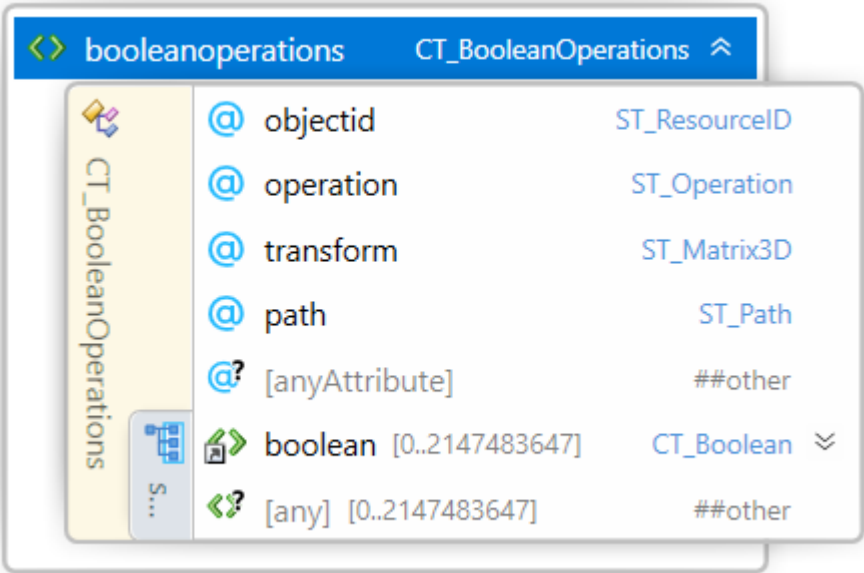 booleanoperations CT_BooleanOperations
CT_BooleanOperations
@ objectid ST_ResourceID
@ operation ST_Operation
@ transform ST_Matrix3D
@ path ST_Path
@? [anyAttribute] ##other
boolean [0..2147483647] CT_Boolean
? [any] [0..2147483647] ##other
S...